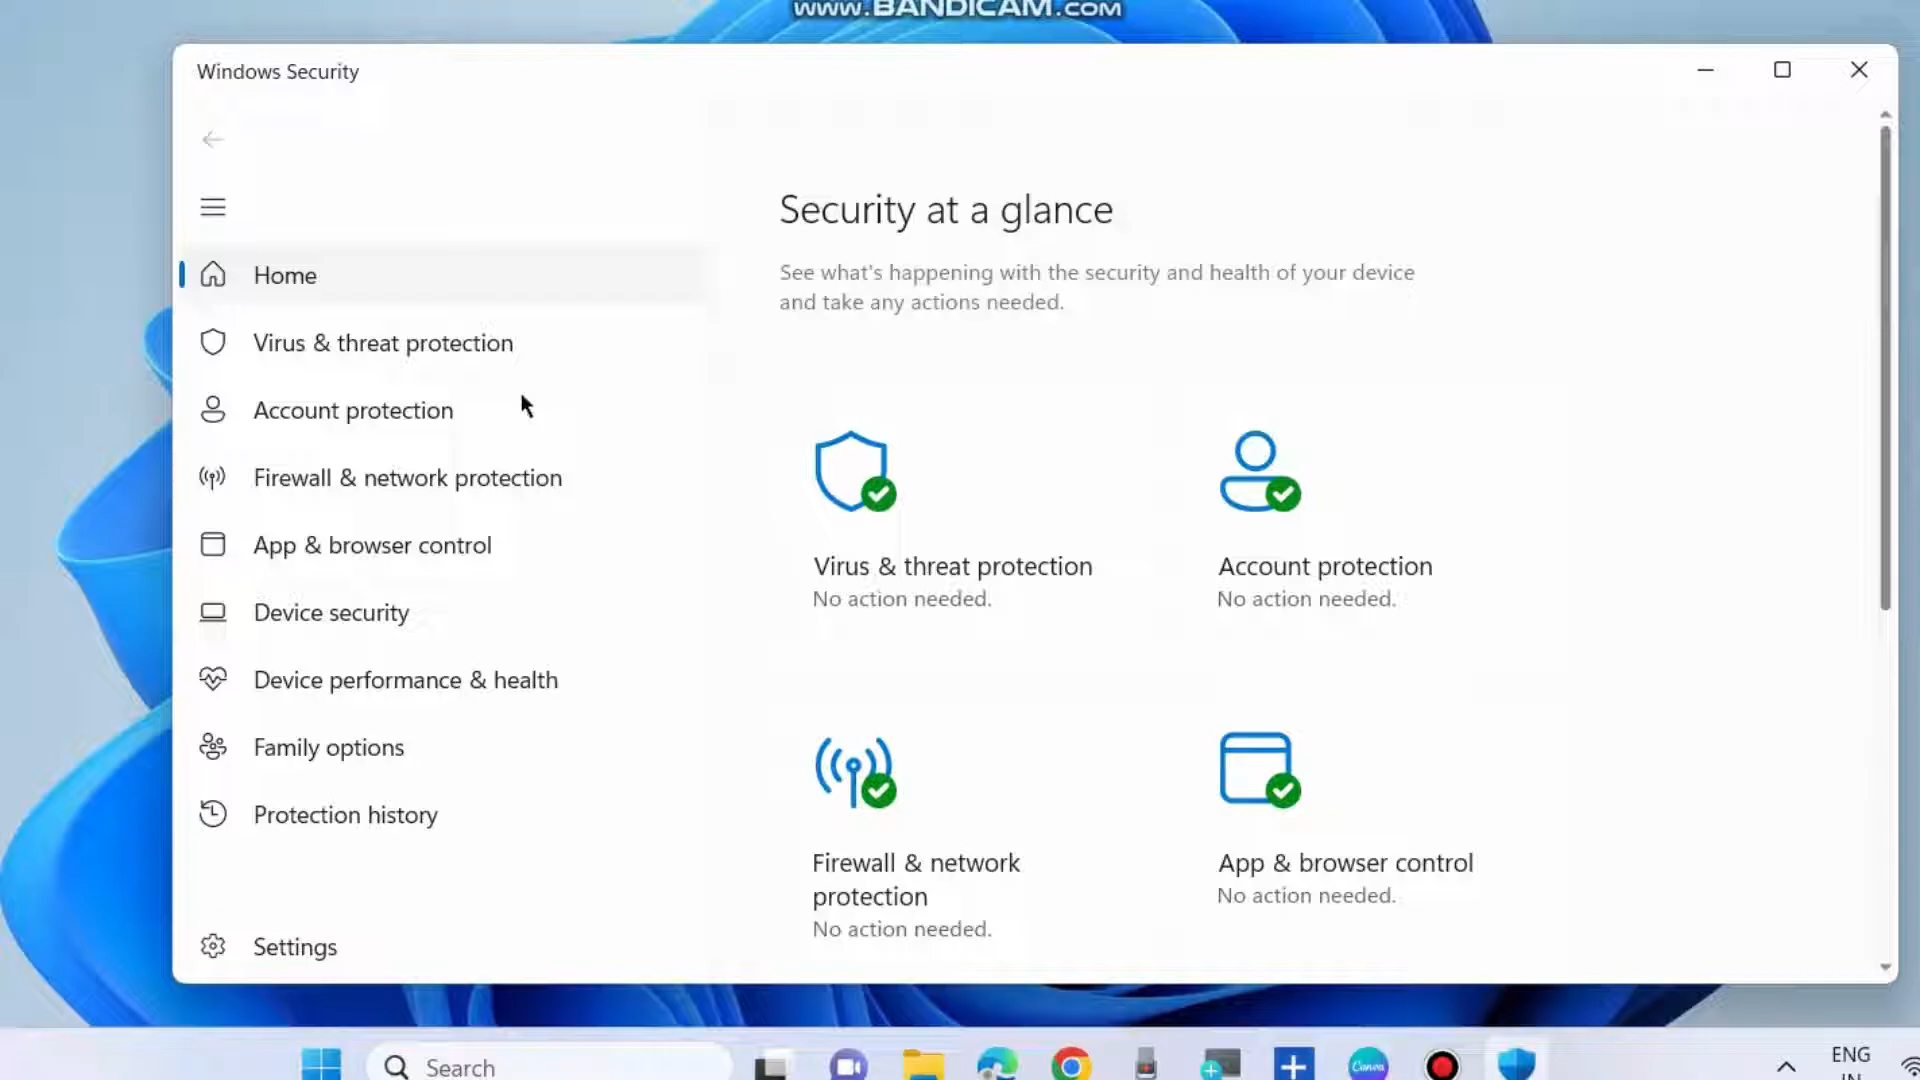 www.BANDICAM.com
Windows Security
Home
Virus & threat protection
Account protection
Firewall & network protection
App & browser control
Device security
Device performance & health
Family options
Protection history
Settings
Security at a glance
See what's happening with the security and health of your device
and take any actions needed.
Virus & threat protection
No action needed.
Account protection
No action needed.
Firewall & network
protection
No action needed.
App & browser control
No action needed.
Search
Canva
ENG
IN